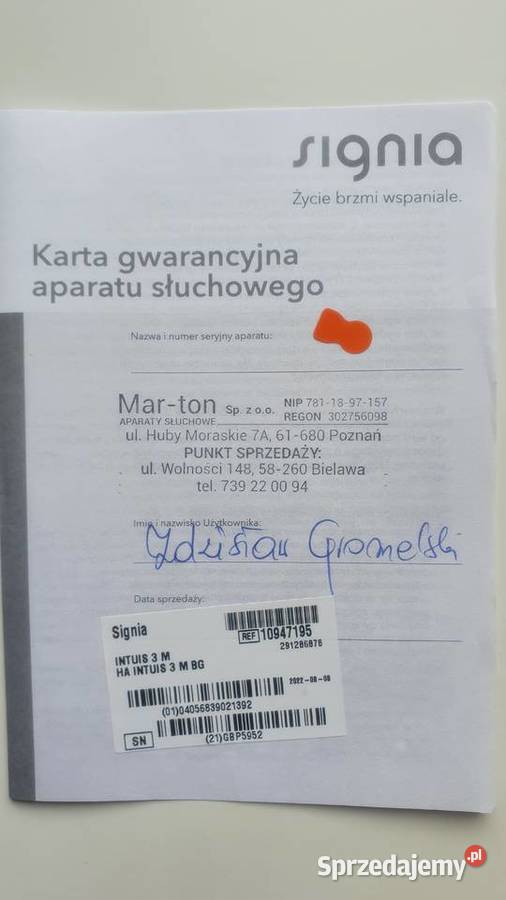 signia
Życie brzmi wspaniale.
Karta gwarancyjna
aparatu słuchowego
Nazwa i numer seryjny aparatu:
Mar-ton Sp. z o.o. NIP 781-18-97-157
APARATY SŁUCHOWE REGON 302756098
ul. Huby Moraskie 7A, 61-680 Poznań
PUNKT SPRZEDAŻY:
ul. Wolności 148, 58-260 Bielawa
tel. 739 22 00 94
Imię i nazwisko Użytkownika:
Zdzisław Gromelski
Data sprzedaży:
Signia
REF 10947195
291286876
INTUIS 3 M
HA INTUIS 3 M BG
2022-08-08
(01)04056839021392
SN
(21)GBP5952
Sprzedajemy.pl